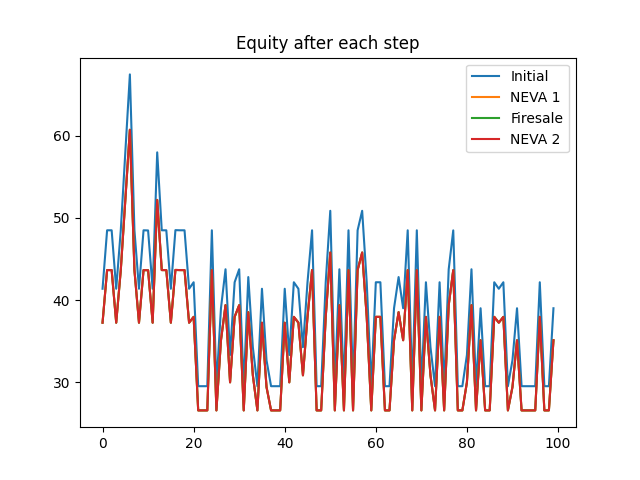 Equity after each step
Initial
NEVA 1
Firesale
NEVA 2
60
50
40
30
0 20 40 60 80 100